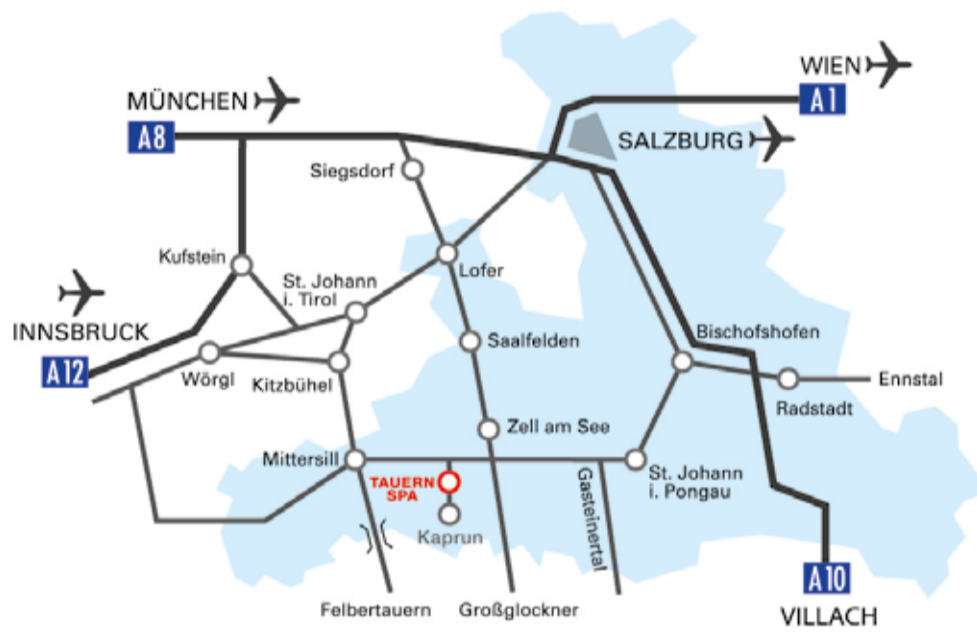 WIEN
A1
MÜNCHEN
A8
SALZBURG
Siegsdorf
Kufstein
St. Johann
i. Tirol
Lofer
INNSBRUCK
A12
Bischofshofen
Saalfelden
Wörgl
Kitzbühel
Ennstal
Radstadt
Zell am See
Mittersill
TAUERN
SPA
Gasteinertal
St. Johann
i. Pongau
Kaprun
A10
Felbertauern
Großglockner
VILLACH